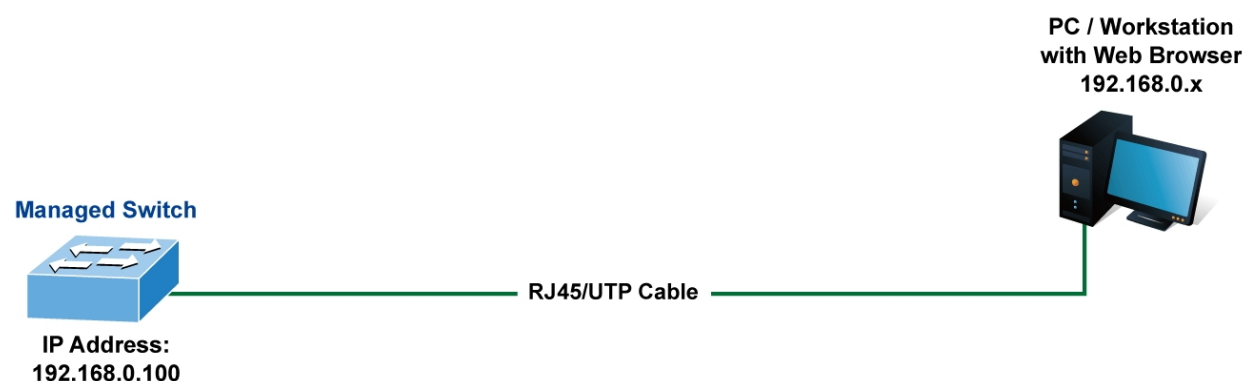 PC / Workstation
with Web Browser
192.168.0.x
Managed Switch
RJ45/UTP Cable
IP Address:
192.168.0.100